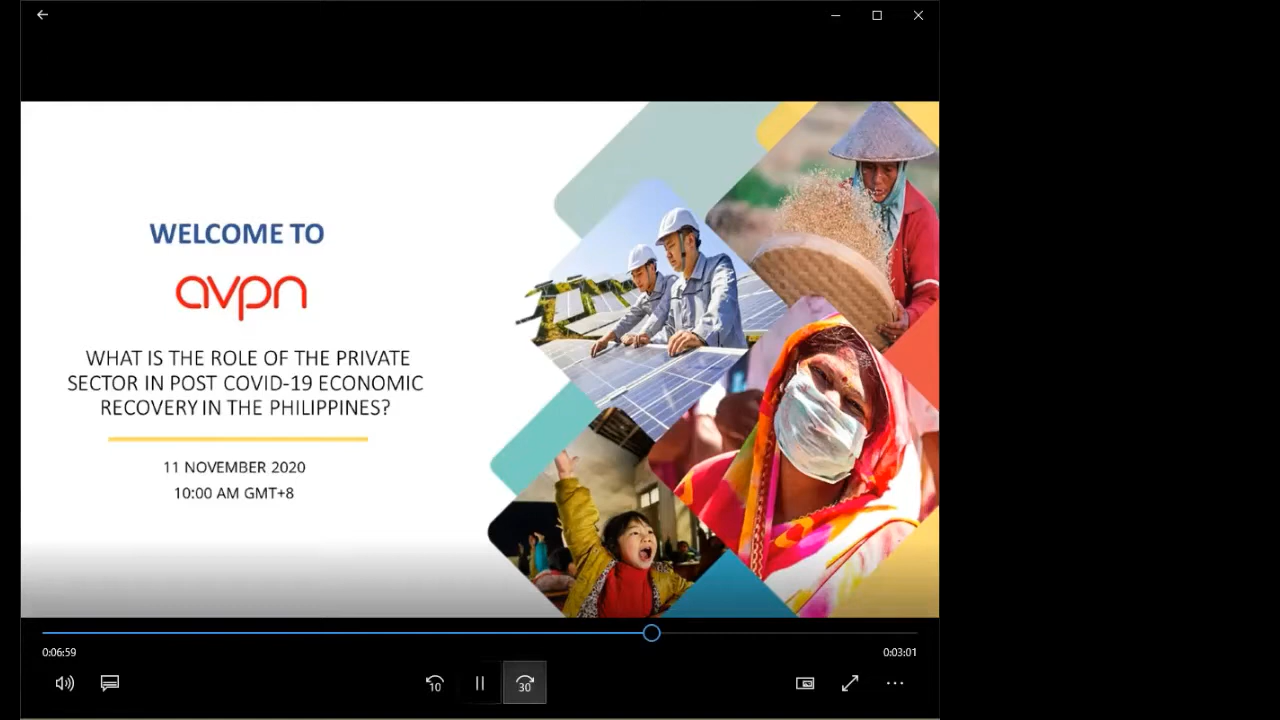 WELCOME TO
avpn
WHAT IS THE ROLE OF THE PRIVATE
SECTOR IN POST COVID-19 ECONOMIC
RECOVERY IN THE PHILIPPINES?
11 NOVEMBER 2020
10:00 AM GMT+8
0:06:59
0:03:01
10
30